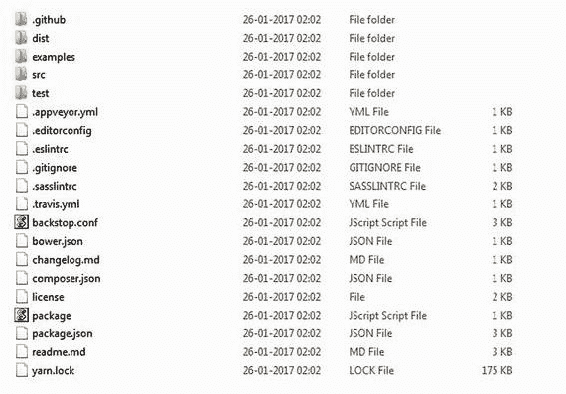 .github 26-01-2017 02:02 File folder
dist 26-01-2017 02:02 File folder
examples 26-01-2017 02:02 File folder
src 26-01-2017 02:02 File folder
test 26-01-2017 02:02 File folder
.appveyor.yml 26-01-2017 02:02 YML File 1 KB
.editorconfig 26-01-2017 02:02 EDITORCONFIG File 1 KB
.eslintrc 26-01-2017 02:02 ESLINTRC File 1 KB
.gitignore 26-01-2017 02:02 GITIGNORE File 1 KB
.sasslintrc 26-01-2017 02:02 SASSLINTRC File 2 KB
.travis.yml 26-01-2017 02:02 YML File 1 KB
backstop.conf 26-01-2017 02:02 JScript Script File 3 KB
bower.json 26-01-2017 02:02 JSON File 1 KB
changelog.md 26-01-2017 02:02 MD File 1 KB
composer.json 26-01-2017 02:02 JSON File 1 KB
license 26-01-2017 02:02 File 2 KB
package 26-01-2017 02:02 JScript Script File 1 KB
package.json 26-01-2017 02:02 JSON File 3 KB
readme.md 26-01-2017 02:02 MD File 3 KB
yarn.lock 26-01-2017 02:02 LOCK File 175 KB